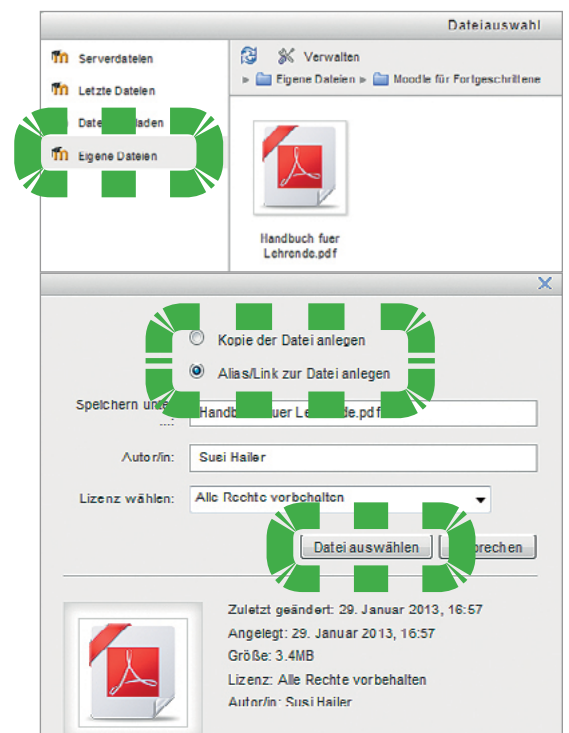 Dateiauswahl
Serverdateien
Verwalten
Eigene Dateien ▶ Moodle für Fortgeschrittene
Letzte Dateien
Eigene Dateien
Handbuch fuer
Lehrende.pdf
Kopie der Datei anlegen
Alias/Link zur Datei anlegen
Speichern
Autor/in: Susi Hailer
Lizenz wählen: Alle Rechte vorbehalten
Datei auswählen
Zuletzt geändert: 29. Januar 2013, 16:57
Angelegt: 29. Januar 2013, 16:57
Größe: 3.4MB
Lizenz: Alle Rechte vorbehalten
Autor/in: Susi Hailer